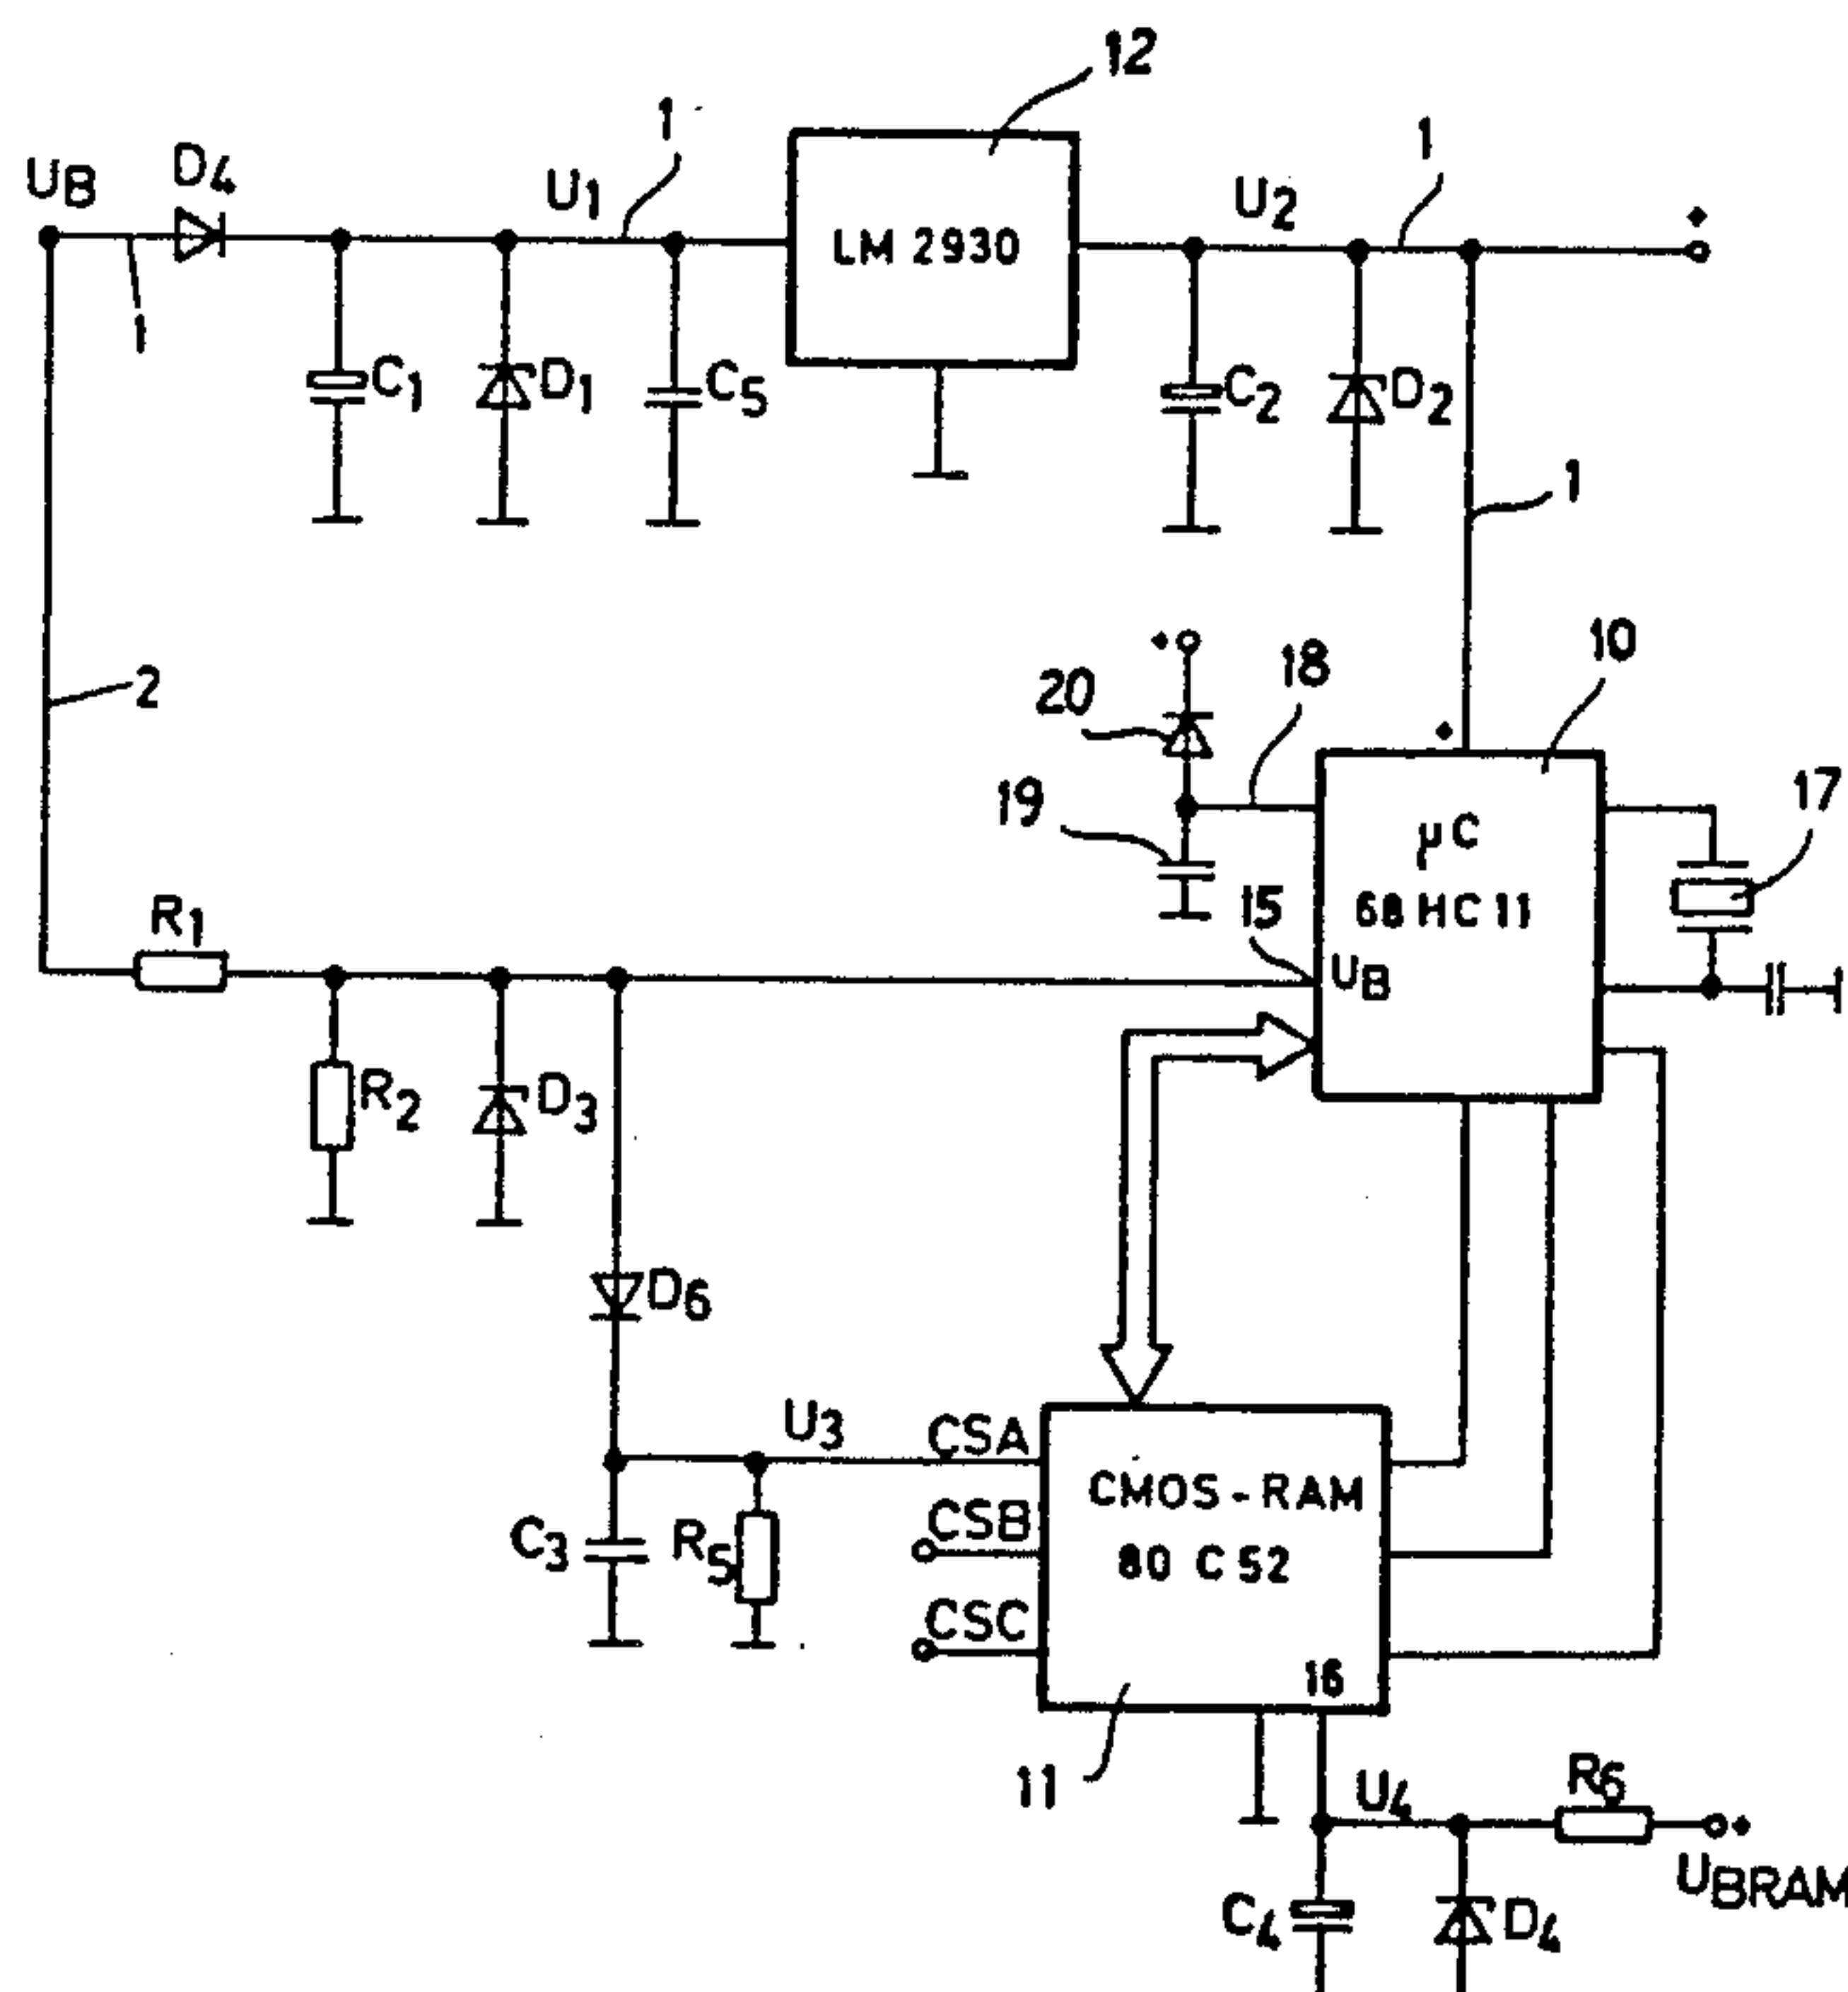 12
1
1
UB
D4
U1
U2
LM 2930
1
C1
D1
C5
C2
D2
1
2
10
18
20
19
17
µC
68 HC 11
15
UB
R1
R2
D3
D6
U3
CSA
CSB
CSC
CMOS-RAM
80 C 52
C3
R5
16
11
U4
R6
UBRAM
C4
D4